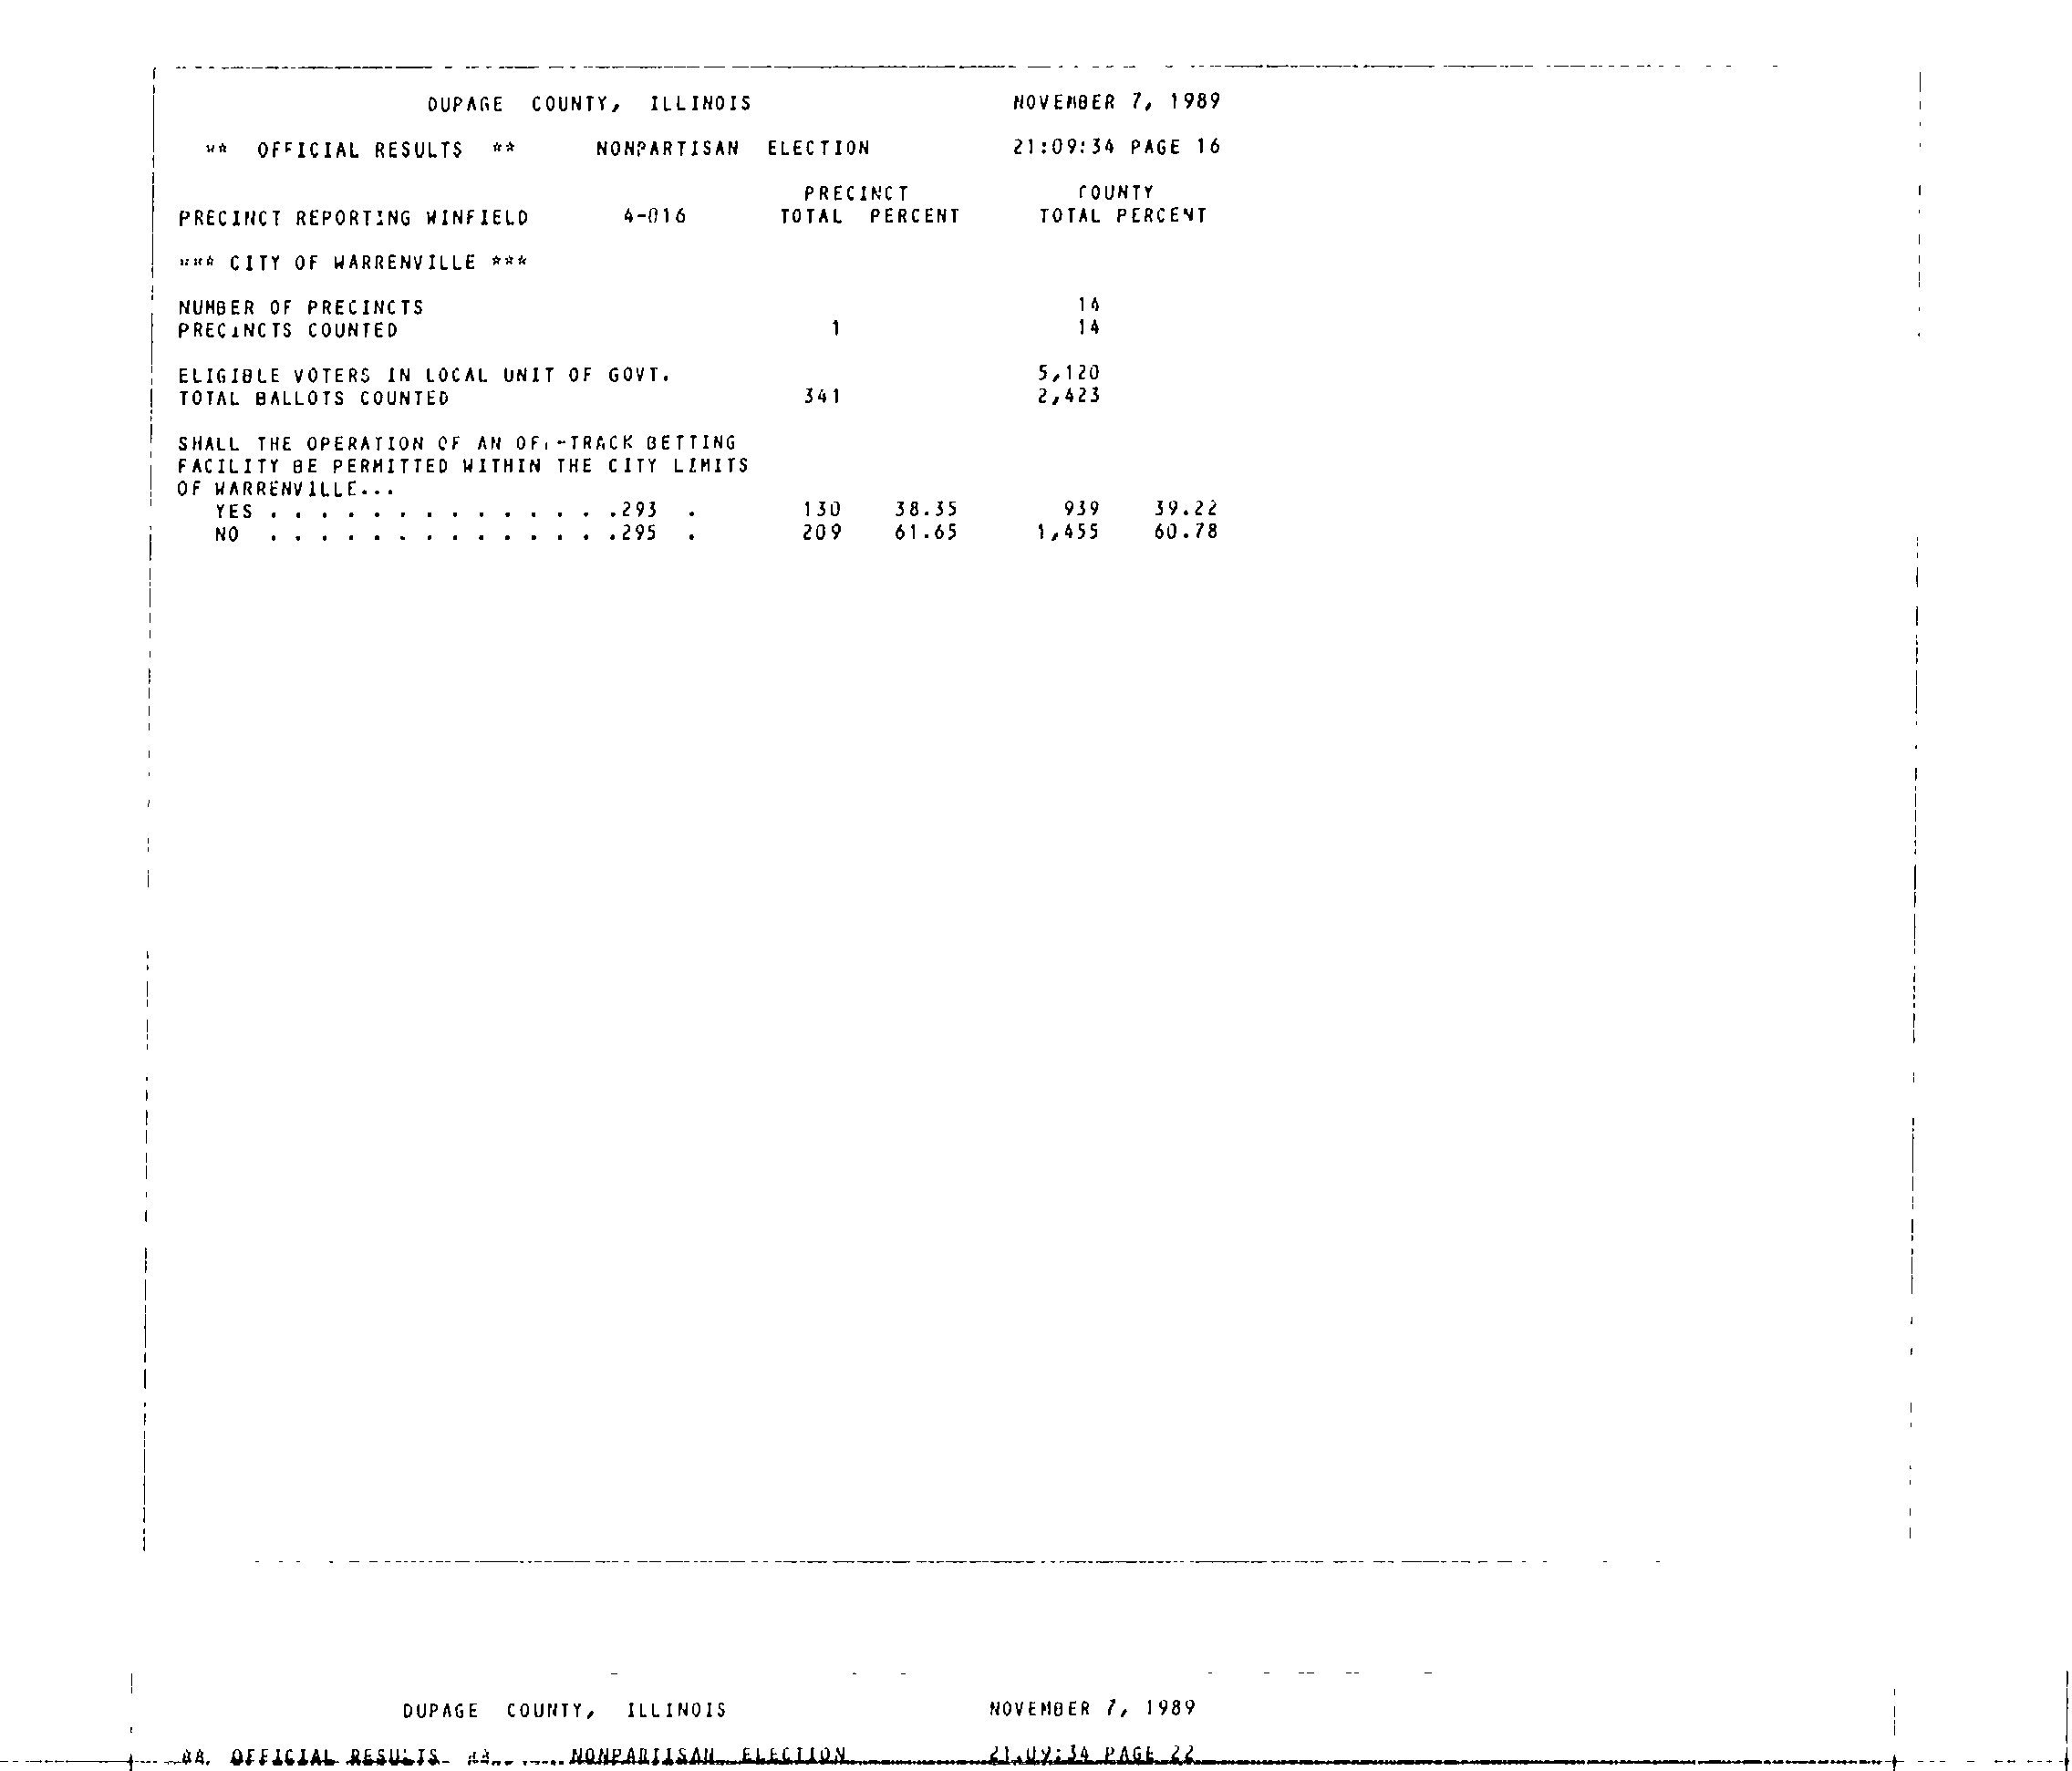 DUPAGE COUNTY, ILLINOIS NOVEMBER 7, 1989
** OFFICIAL RESULTS ** NONPARTISAN ELECTION 21:09:34 PAGE 16
PRECINCT COUNTY
PRECINCT REPORTING WINFIELD 4-016 TOTAL PERCENT TOTAL PERCENT
*** CITY OF WARRENVILLE ***
NUMBER OF PRECINCTS 14
PRECINCTS COUNTED 1 14
ELIGIBLE VOTERS IN LOCAL UNIT OF GOVT. 5,120
TOTAL BALLOTS COUNTED 341 2,423
SHALL THE OPERATION OF AN OFF-TRACK BETTING
FACILITY BE PERMITTED WITHIN THE CITY LIMITS
OF WARRENVILLE...
YES . . . . . . . . . . . . . .293 . 130 38.35 939 39.22
NO . . . . . . . . . . . . . .295 . 209 61.65 1,455 60.78
DUPAGE COUNTY, ILLINOIS NOVEMBER 7, 1989
** OFFICIAL RESULTS ** NONPARTISAN ELECTION 21:09:34 PAGE 22